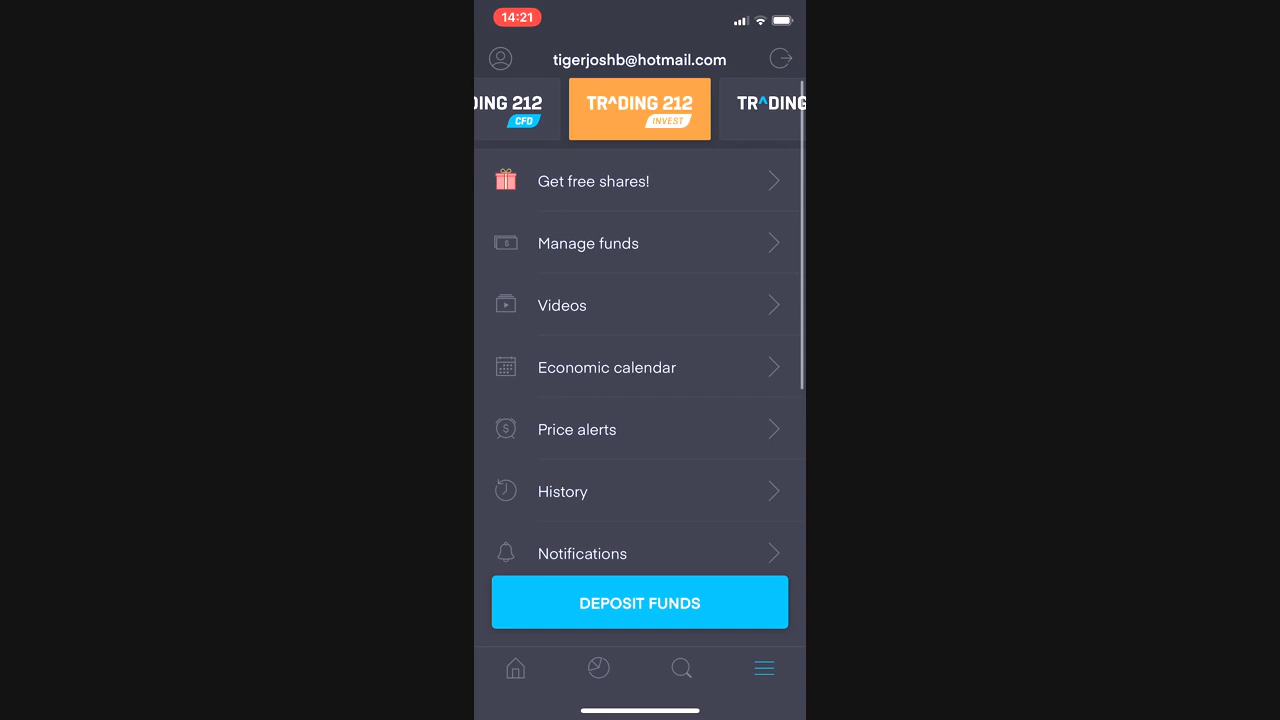 14:21
tigerjoshb@hotmail.com
DING 212
CFD
TR^DING 212
INVEST
TR^DING
Get free shares!
Manage funds
Videos
Economic calendar
Price alerts
History
Notifications
DEPOSIT FUNDS